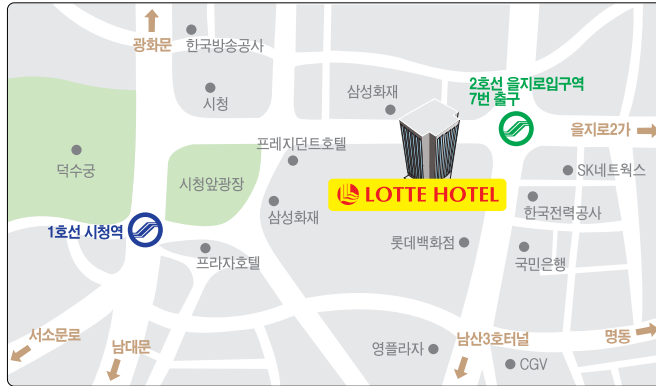 광화문
한국방송공사
시청
삼성화재
2호선 을지로입구역
7번 출구
을지로2가
덕수궁
시청앞광장
프레지던트호텔
SK네트웍스
LOTTE HOTEL
삼성화재
한국전력공사
1호선 시청역
프라자호텔
롯데백화점
국민은행
서소문로
남대문
영플라자
남산3호터널
명동
CGV